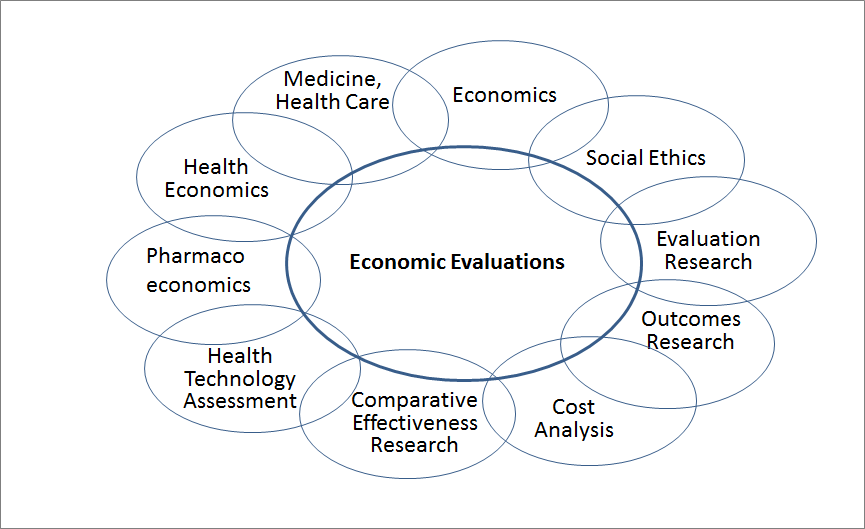 Medicine,
Health Care
Economics
Social Ethics
Health
Economics
Evaluation
Research
Pharmaco
economics
Economic Evaluations
Outcomes
Research
Health
Technology
Assessment
Comparative
Effectiveness
Research
Cost
Analysis